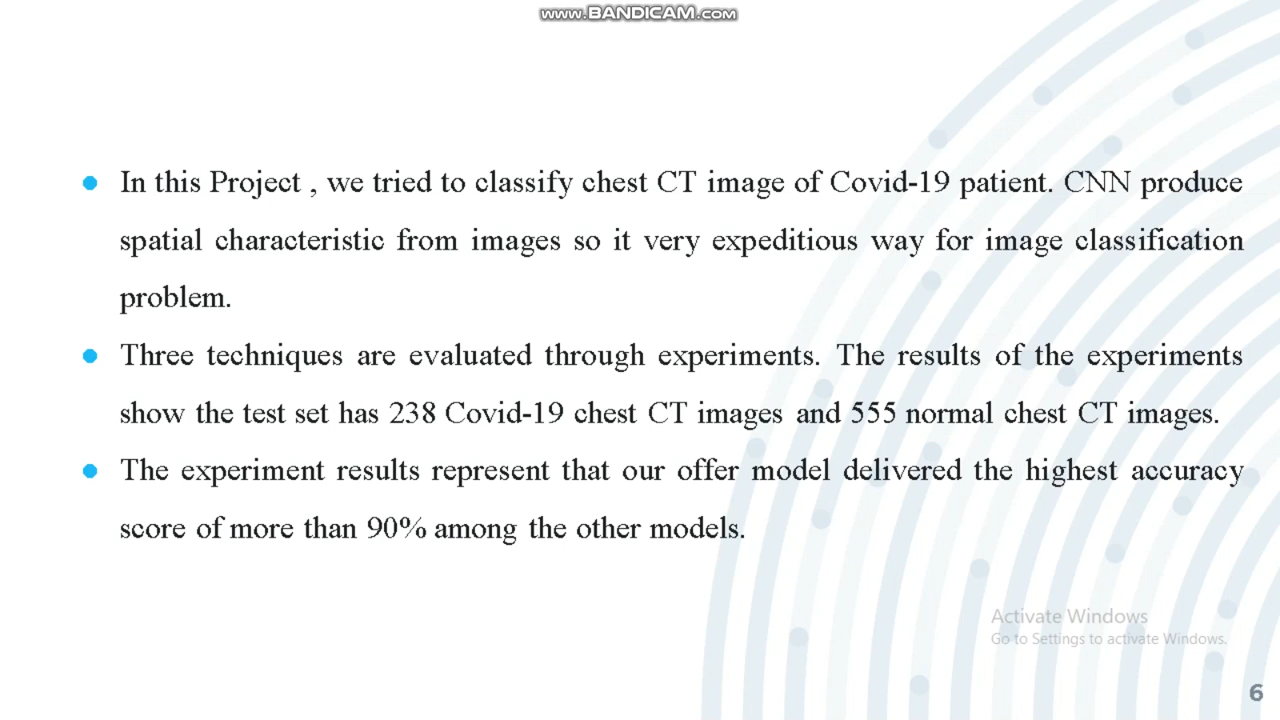 www.BANDICAM.com
In this Project , we tried to classify chest CT image of Covid-19 patient. CNN produce
spatial characteristic from images so it very expeditious way for image classification
problem.
Three techniques are evaluated through experiments. The results of the experiments
show the test set has 238 Covid-19 chest CT images and 555 normal chest CT images.
The experiment results represent that our offer model delivered the highest accuracy
score of more than 90% among the other models.
Activate Windows
Go to Settings to activate Windows.
6